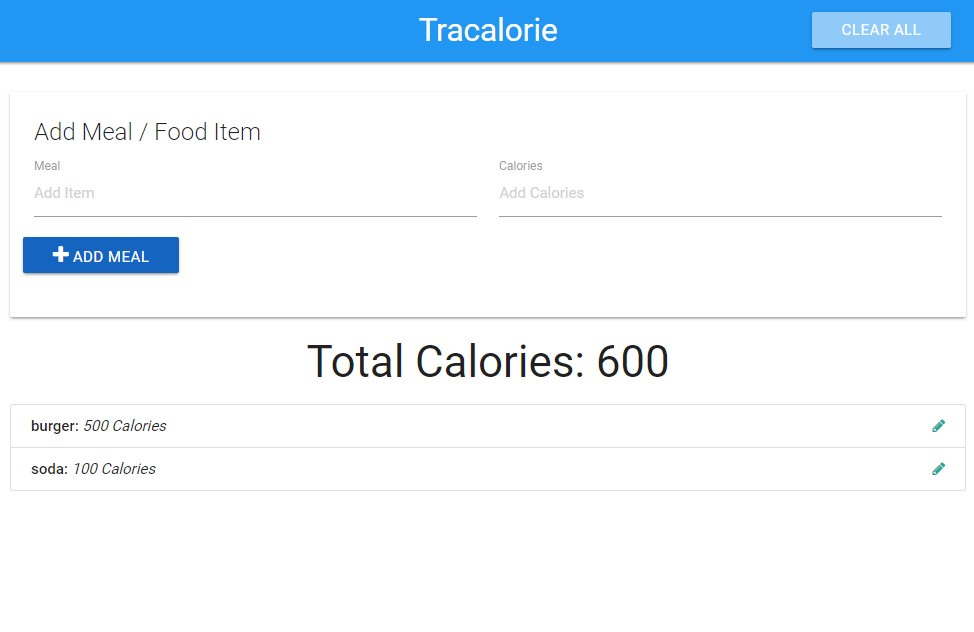 Tracalorie
CLEAR ALL
Add Meal / Food Item
Meal
Calories
Add Item
Add Calories
ADD MEAL
Total Calories: 600
burger: 500 Calories
soda: 100 Calories